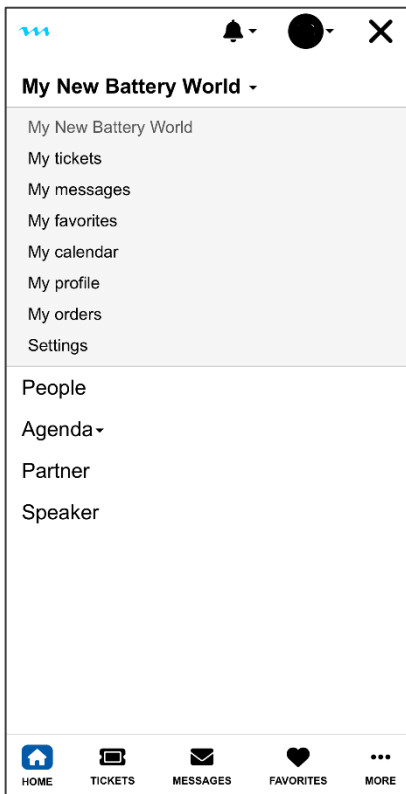 My New Battery World
My New Battery World
My tickets
My messages
My favorites
My calendar
My profile
My orders
Settings
People
Agenda
Partner
Speaker
HOME TICKETS MESSAGES FAVORITES MORE